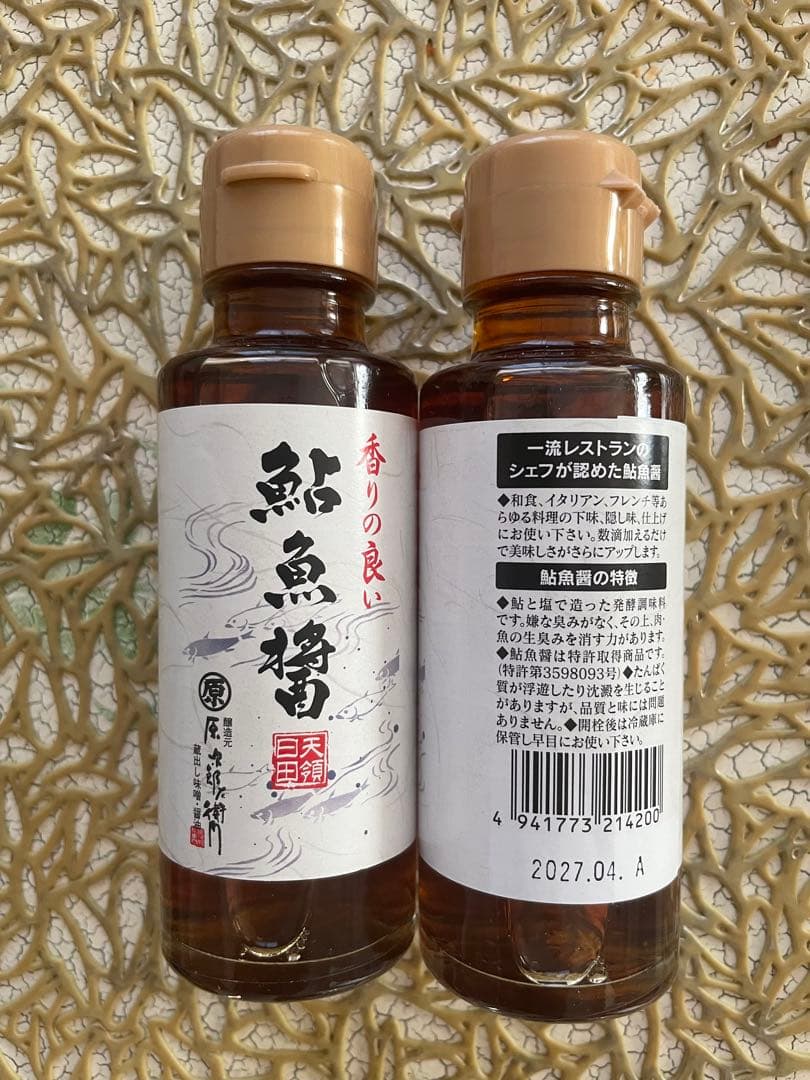 香りの良い
鮎魚醤
天領
日田
原
醸造元
原次郎左衛門
蔵出し味噌・醤油
一流レストランの
シェフが認めた鮎魚醤
◆和食、イタリアン、フレンチ等あ
らゆる料理の下味、隠し味、仕上げ
にお使い下さい。数滴加えるだけ
で美味しさがさらにアップします。
鮎魚醤の特徴
◆鮎と塩で造った発酵調味料
です。嫌な臭みがなく、その上、肉・
魚の生臭みを消す力があります。
◆鮎魚醤は特許取得商品です。
(特許第3598093号)◆たんぱく
質が浮遊したり沈澱を生じること
がありますが、品質と味には問題
ありません。◆開栓後は冷蔵庫に
保管し早目にお使い下さい。
4 941773 214200
2027.04. A